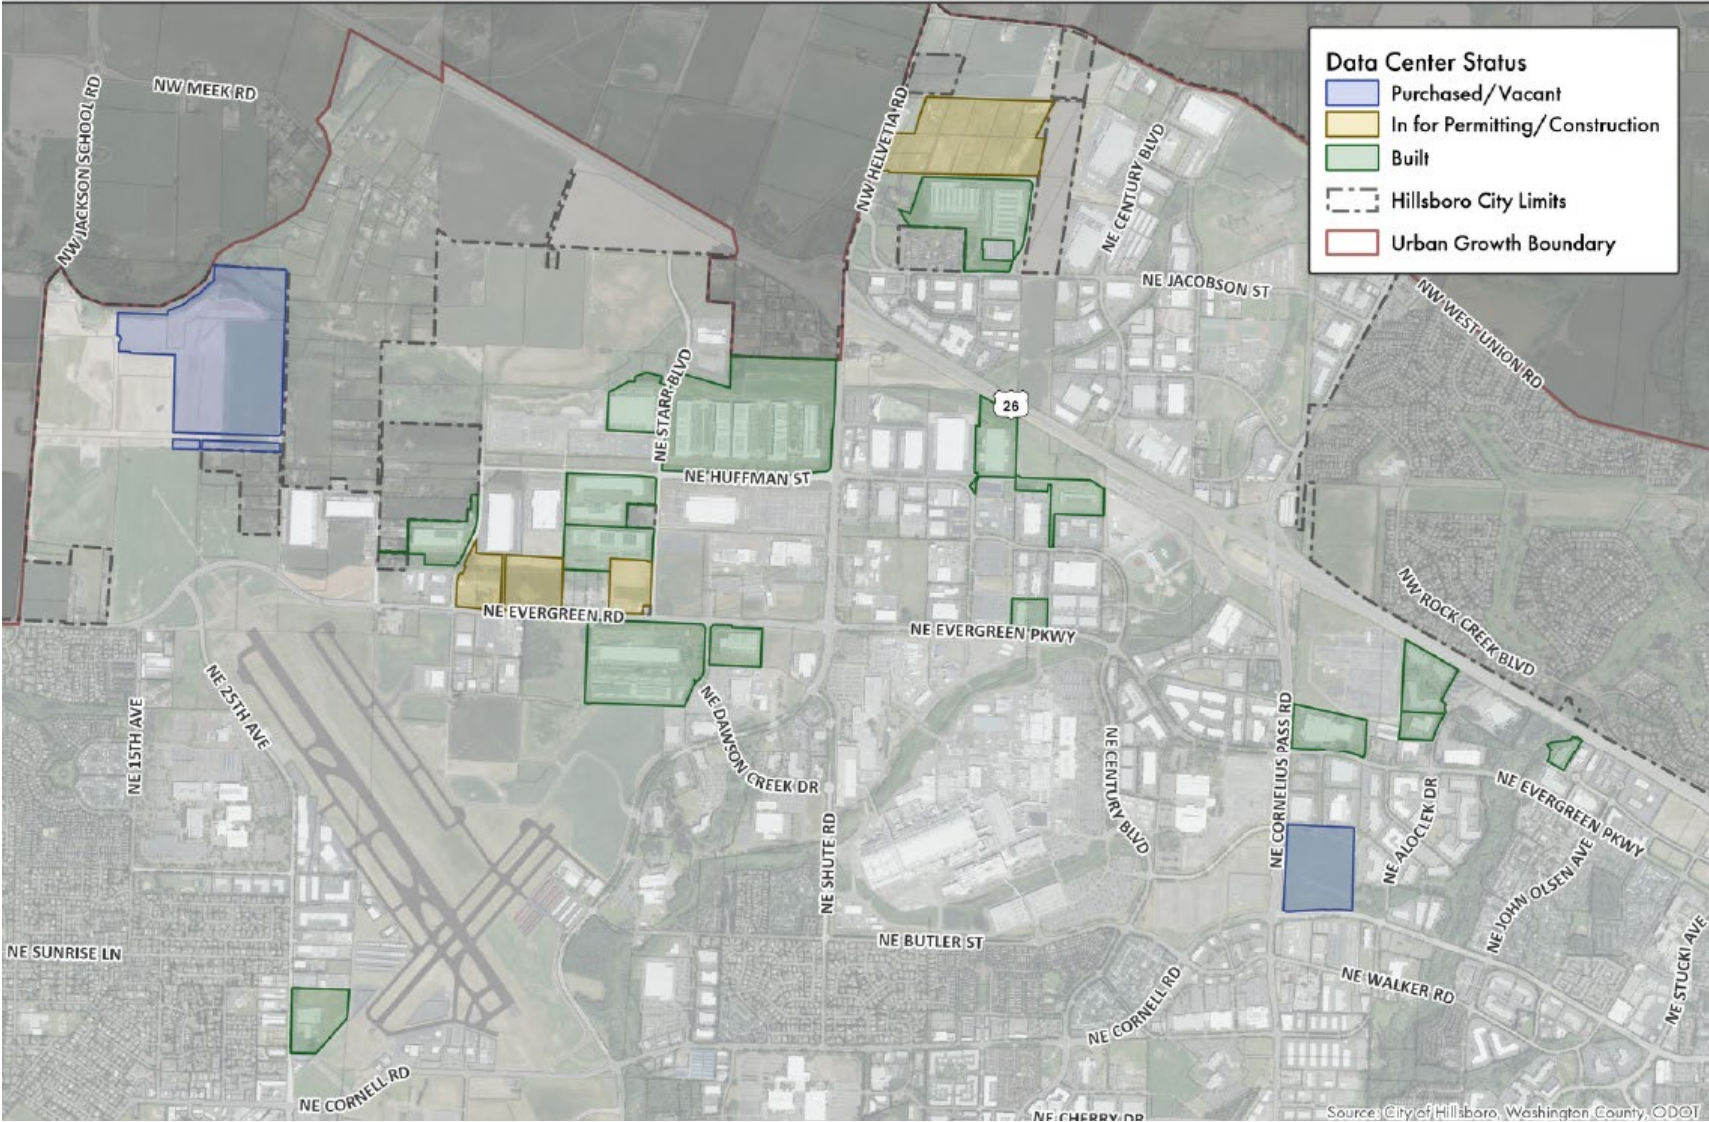 Data Center Status
Purchased/Vacant
In for Permitting/Construction
Built
Hillsboro City Limits
Urban Growth Boundary
NW JACKSON SCHOOL RD
NW MEEK RD
NW HELVETIA RD
NE CENTURY BLVD
NE JACOBSON ST
NW WEST UNION RD
NE STARR BLVD
26
NE HUFFMAN ST
NE EVERGREEN RD
NE EVERGREEN PKWY
NW ROCK CREEK BLVD
NE 15TH AVE
NE 25TH AVE
NE DAWSON CREEK DR
NE SHUTE RD
NE CENTURY BLVD
NE CORNELIUS PASS RD
NE ALOCLEK DR
NE EVERGREEN PKWY
NE JOHN OLSEN AVE
NE STUCKI AVE
NE SUNRISE LN
NE BUTLER ST
NE WALKER RD
NE CORNELL RD
NE CORNELL RD
NE CHERRY DR
Source: City of Hillsboro, Washington County, ODOT